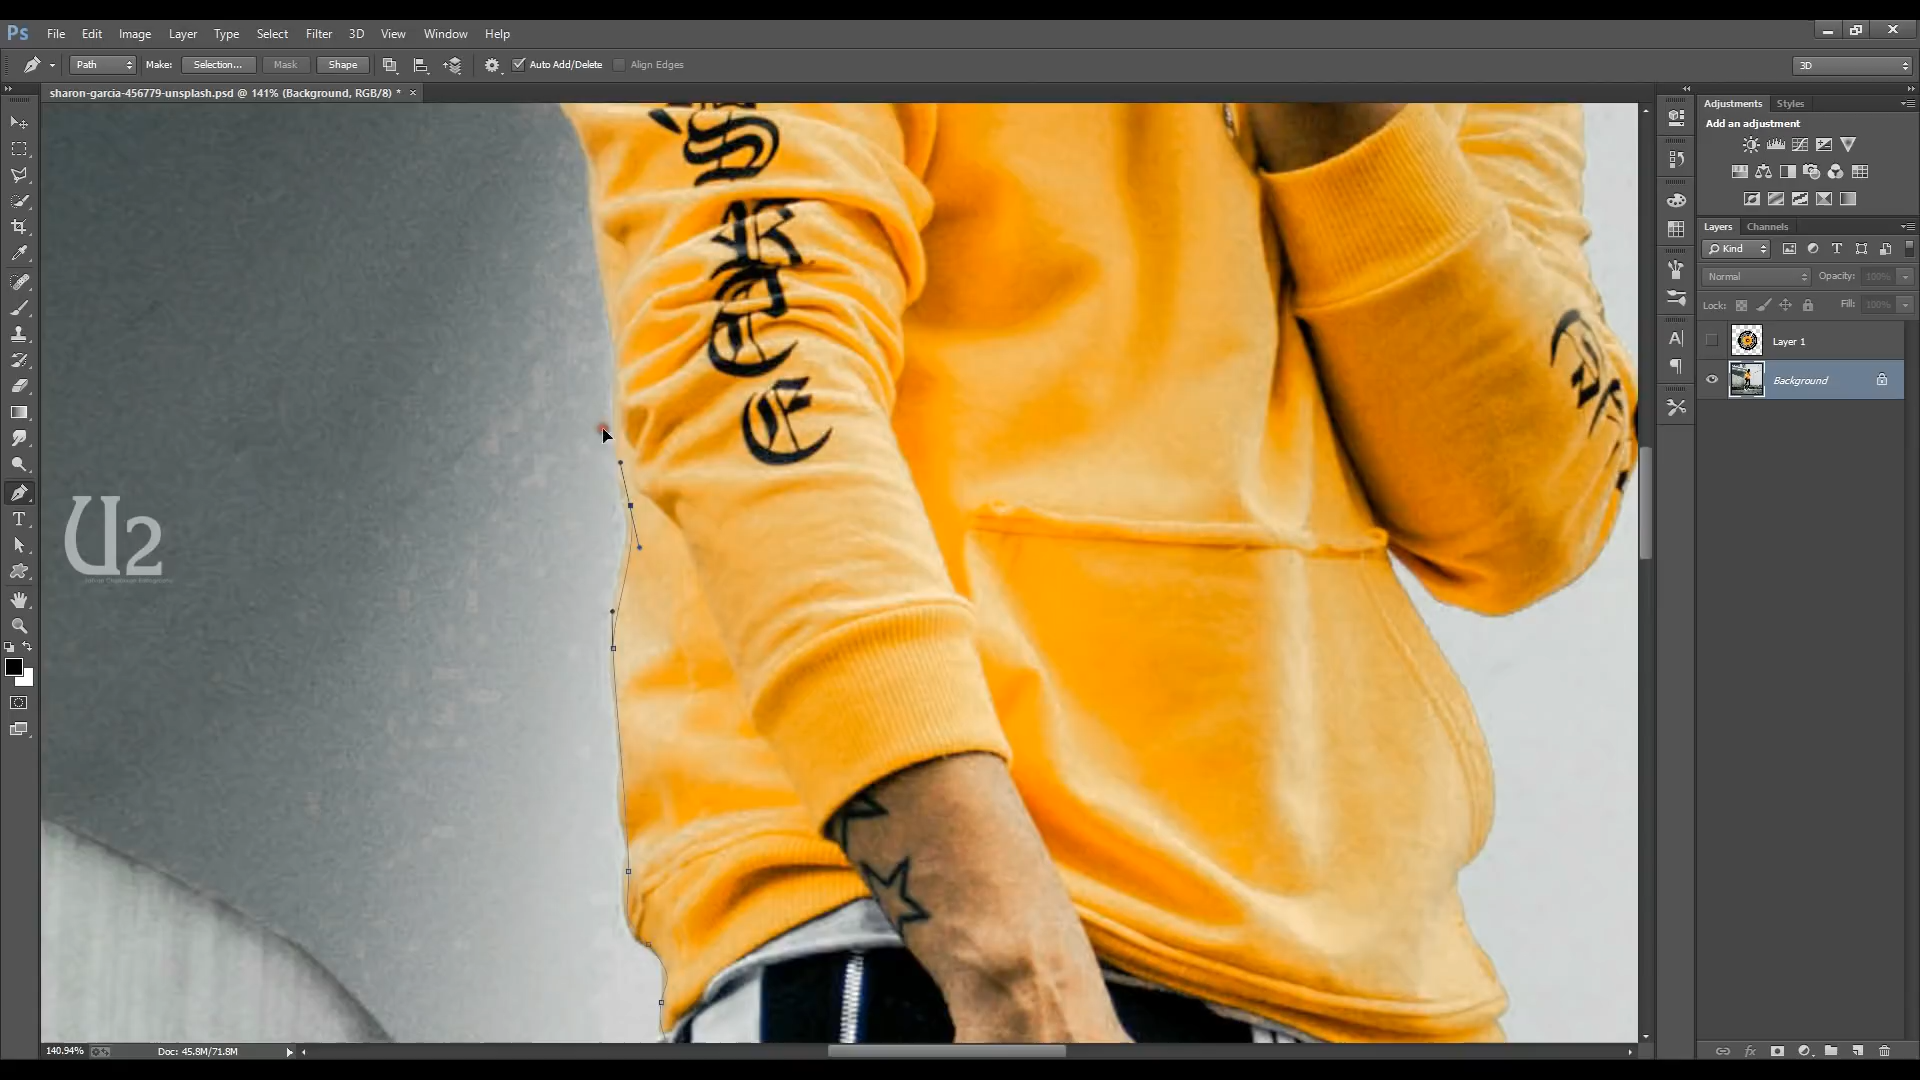 Ps File Edit Image Layer Type Select Filter 3D View Window Help
Path Make: Selection... Mask Shape Auto Add/Delete Align Edges 3D
sharon-garcia-456779-unsplash.psd @ 141% (Background, RGB/8) * ×
Adjustments Styles
Add an adjustment
Layers Channels
Kind
Normal Opacity: 100%
Lock: Fill: 100%
Layer 1
Background
U2
140.94% Doc: 45.8M/71.8M